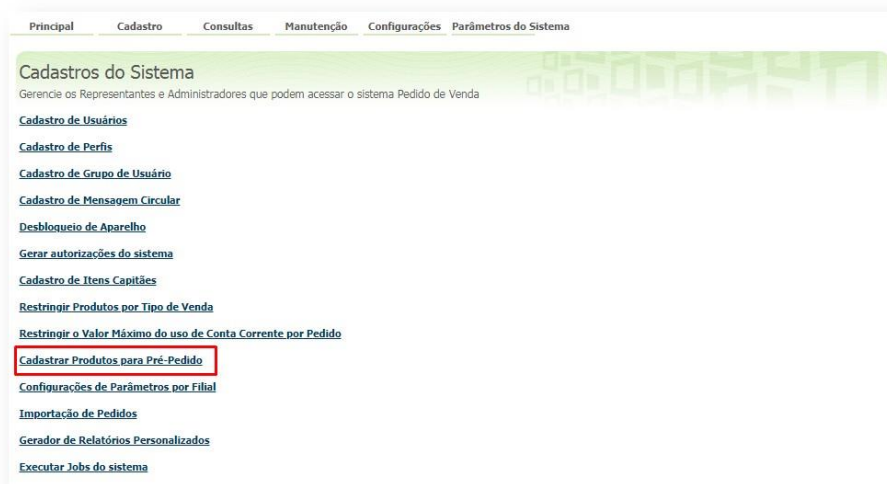 Principal Cadastro Consultas Manutenção Configurações Parâmetros do Sistema
Cadastros do Sistema
Gerencie os Representantes e Administradores que podem acessar o sistema Pedido de Venda
Cadastro de Usuários
Cadastro de Perfis
Cadastro de Grupo de Usuário
Cadastro de Mensagem Circular
Desbloqueio de Aparelho
Gerar autorizações do sistema
Cadastro de Itens Capitães
Restringir Produtos por Tipo de Venda
Restringir o Valor Máximo do uso de Conta Corrente por Pedido
Cadastrar Produtos para Pré-Pedido
Configurações de Parâmetros por Filial
Importação de Pedidos
Gerador de Relatórios Personalizados
Executar Jobs do sistema